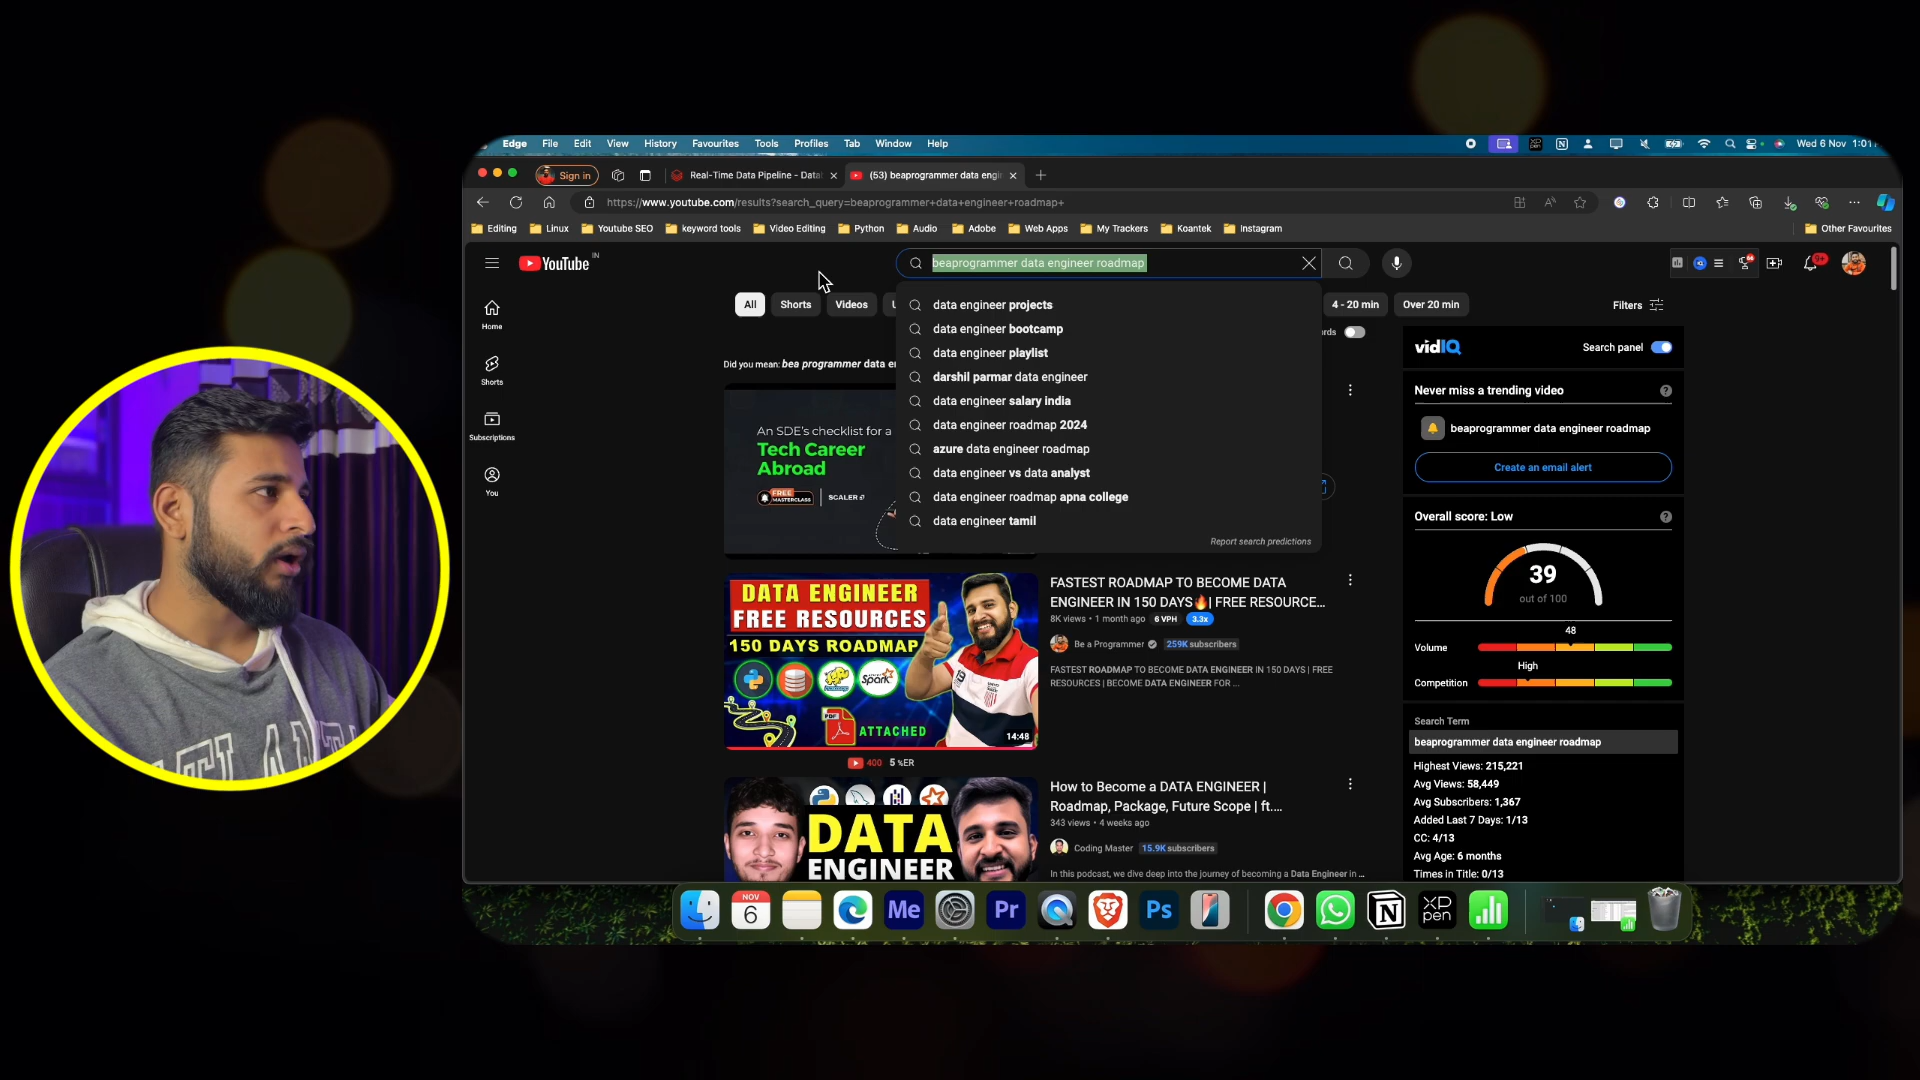 Edge File Edit View History Favourites Tools Profiles Tab Window Help
Wed 6 Nov 1:01
Sign in
Real-Time Data Pipeline - Data
(53) beaprogrammer data engi
https://www.youtube.com/results?search_query=beaprogrammer+data+engineer+roadmap+
Editing Linux Youtube SEO keyword tools Video Editing Python Audio Adobe Web Apps My Trackers Koantek Instagram Other Favourites
YouTube IN
beaprogrammer data engineer roadmap
9+
All Shorts Videos
4 - 20 min Over 20 min Filters
Home
Shorts
Subscriptions
You
data engineer projects
data engineer bootcamp
data engineer playlist
darshil parmar data engineer
data engineer salary india
data engineer roadmap 2024
azure data engineer roadmap
data engineer vs data analyst
data engineer roadmap apna college
data engineer tamil
Report search predictions
Did you mean: bea programmer data en
An SDE's checklist for a
Tech Career
Abroad
FREE
MASTERCLASS
SCALER
DATA ENGINEER
FREE RESOURCES
150 DAYS ROADMAP
Spark
PDF
ATTACHED
14:48
FASTEST ROADMAP TO BECOME DATA
ENGINEER IN 150 DAYS🔥| FREE RESOURCE...
8K views • 1 month ago 6 VPH 3.3x
Be a Programmer 259K subscribers
FASTEST ROADMAP TO BECOME DATA ENGINEER IN 150 DAYS | FREE
RESOURCES | BECOME DATA ENGINEER FOR ...
400 5 %ER
DATA
ENGINEER
How to Become a DATA ENGINEER |
Roadmap, Package, Future Scope | ft....
343 views • 4 weeks ago
Coding Master 15.9K subscribers
In this podcast, we dive deep into the journey of becoming a Data Engineer in ...
vidIQ
Search panel
Never miss a trending video
beaprogrammer data engineer roadmap
Create an email alert
Overall score: Low
39
out of 100
48
Volume
High
Competition
Search Term
beaprogrammer data engineer roadmap
Highest Views: 215,221
Avg Views: 58,449
Avg Subscribers: 1,367
Added Last 7 Days: 1/13
CC: 4/13
Avg Age: 6 months
Times in Title: 0/13
NOV
6
Me
Pr
Ps
XP
pen